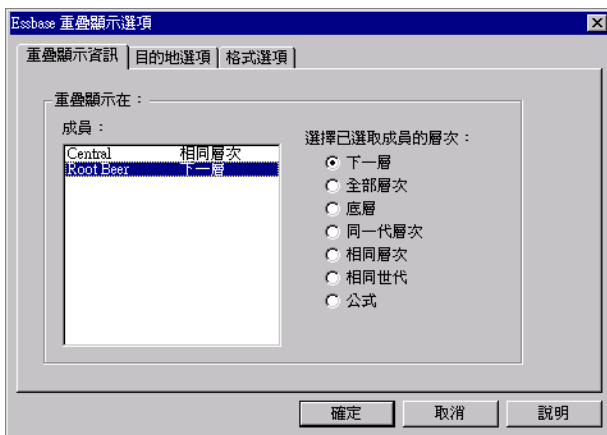 Essbase 重疊顯示選項
重疊顯示資訊 目的地選項 格式選項
重疊顯示在：
成員：
Central 相同層次
Root Beer 下一層
選擇已選取成員的層次：
下一層
全部層次
底層
同一代層次
相同層次
相同世代
公式
確定 取消 說明